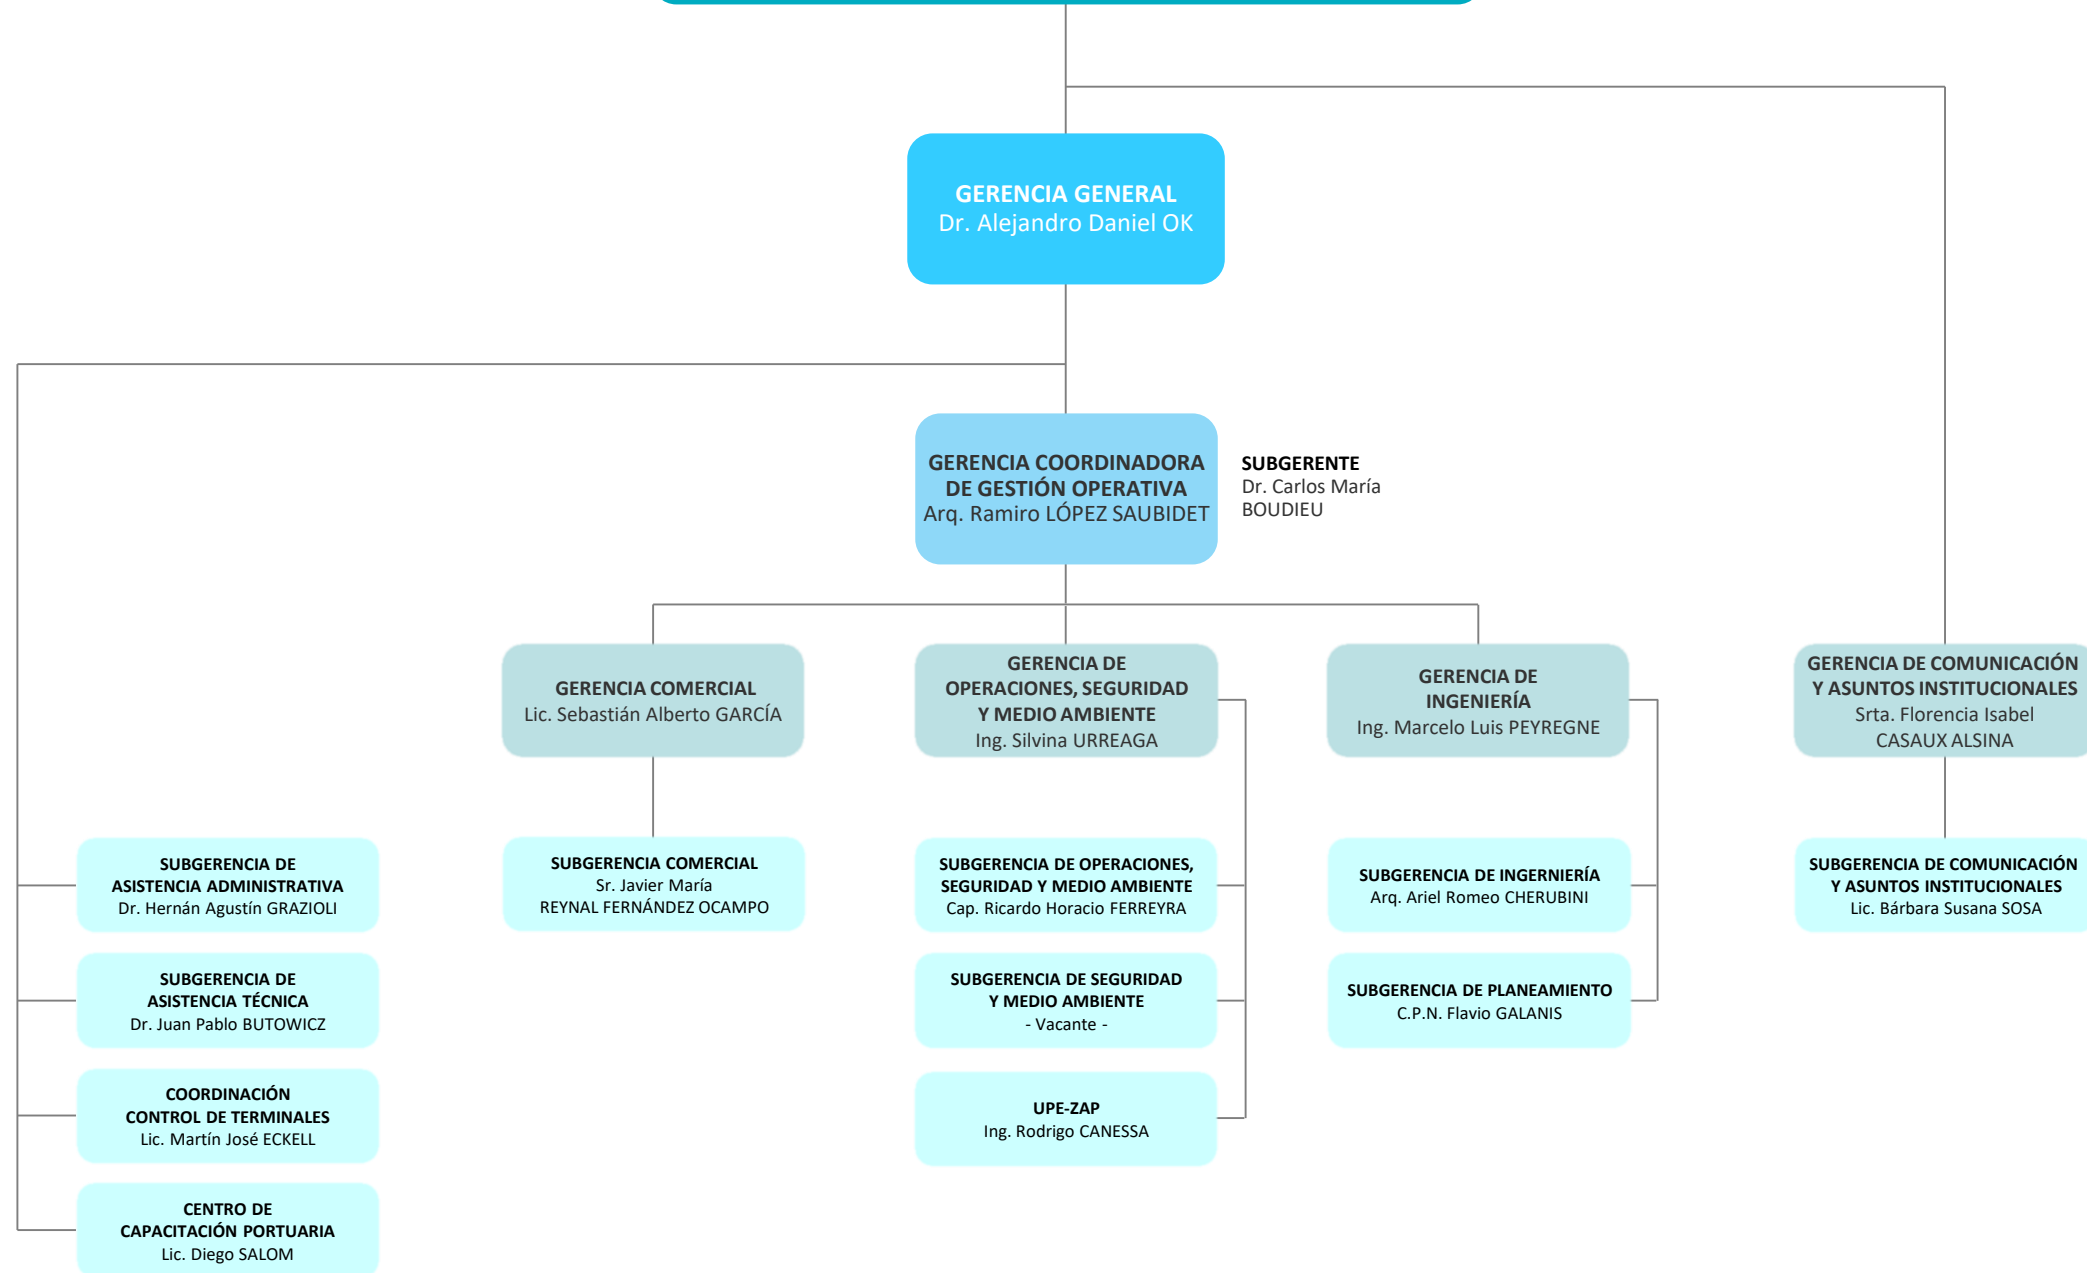 GERENCIA GENERAL
Dr. Alejandro Daniel OK
GERENCIA COORDINADORA
DE GESTIÓN OPERATIVA
Arq. Ramiro LÓPEZ SAUBIDET
SUBGERENTE
Dr. Carlos María
BOUDIEU
GERENCIA COMERCIAL
Lic. Sebastián Alberto GARCÍA
GERENCIA DE
OPERACIONES, SEGURIDAD
Y MEDIO AMBIENTE
Ing. Silvina URREAGA
GERENCIA DE
INGENIERÍA
Ing. Marcelo Luis PEYREGNE
GERENCIA DE COMUNICACIÓN
Y ASUNTOS INSTITUCIONALES
Srta. Florencia Isabel
CASAUX ALSINA
SUBGERENCIA DE
ASISTENCIA ADMINISTRATIVA
Dr. Hernán Agustín GRAZIOLI
SUBGERENCIA COMERCIAL
Sr. Javier María
REYNAL FERNÁNDEZ OCAMPO
SUBGERENCIA DE OPERACIONES,
SEGURIDAD Y MEDIO AMBIENTE
Cap. Ricardo Horacio FERREYRA
SUBGERENCIA DE INGERNIERÍA
Arq. Ariel Romeo CHERUBINI
SUBGERENCIA DE COMUNICACIÓN
Y ASUNTOS INSTITUCIONALES
Lic. Bárbara Susana SOSA
SUBGERENCIA DE
ASISTENCIA TÉCNICA
Dr. Juan Pablo BUTOWICZ
SUBGERENCIA DE SEGURIDAD
Y MEDIO AMBIENTE
- Vacante -
SUBGERENCIA DE PLANEAMIENTO
C.P.N. Flavio GALANIS
COORDINACIÓN
CONTROL DE TERMINALES
Lic. Martín José ECKELL
UPE-ZAP
Ing. Rodrigo CANESSA
CENTRO DE
CAPACITACIÓN PORTUARIA
Lic. Diego SALOM